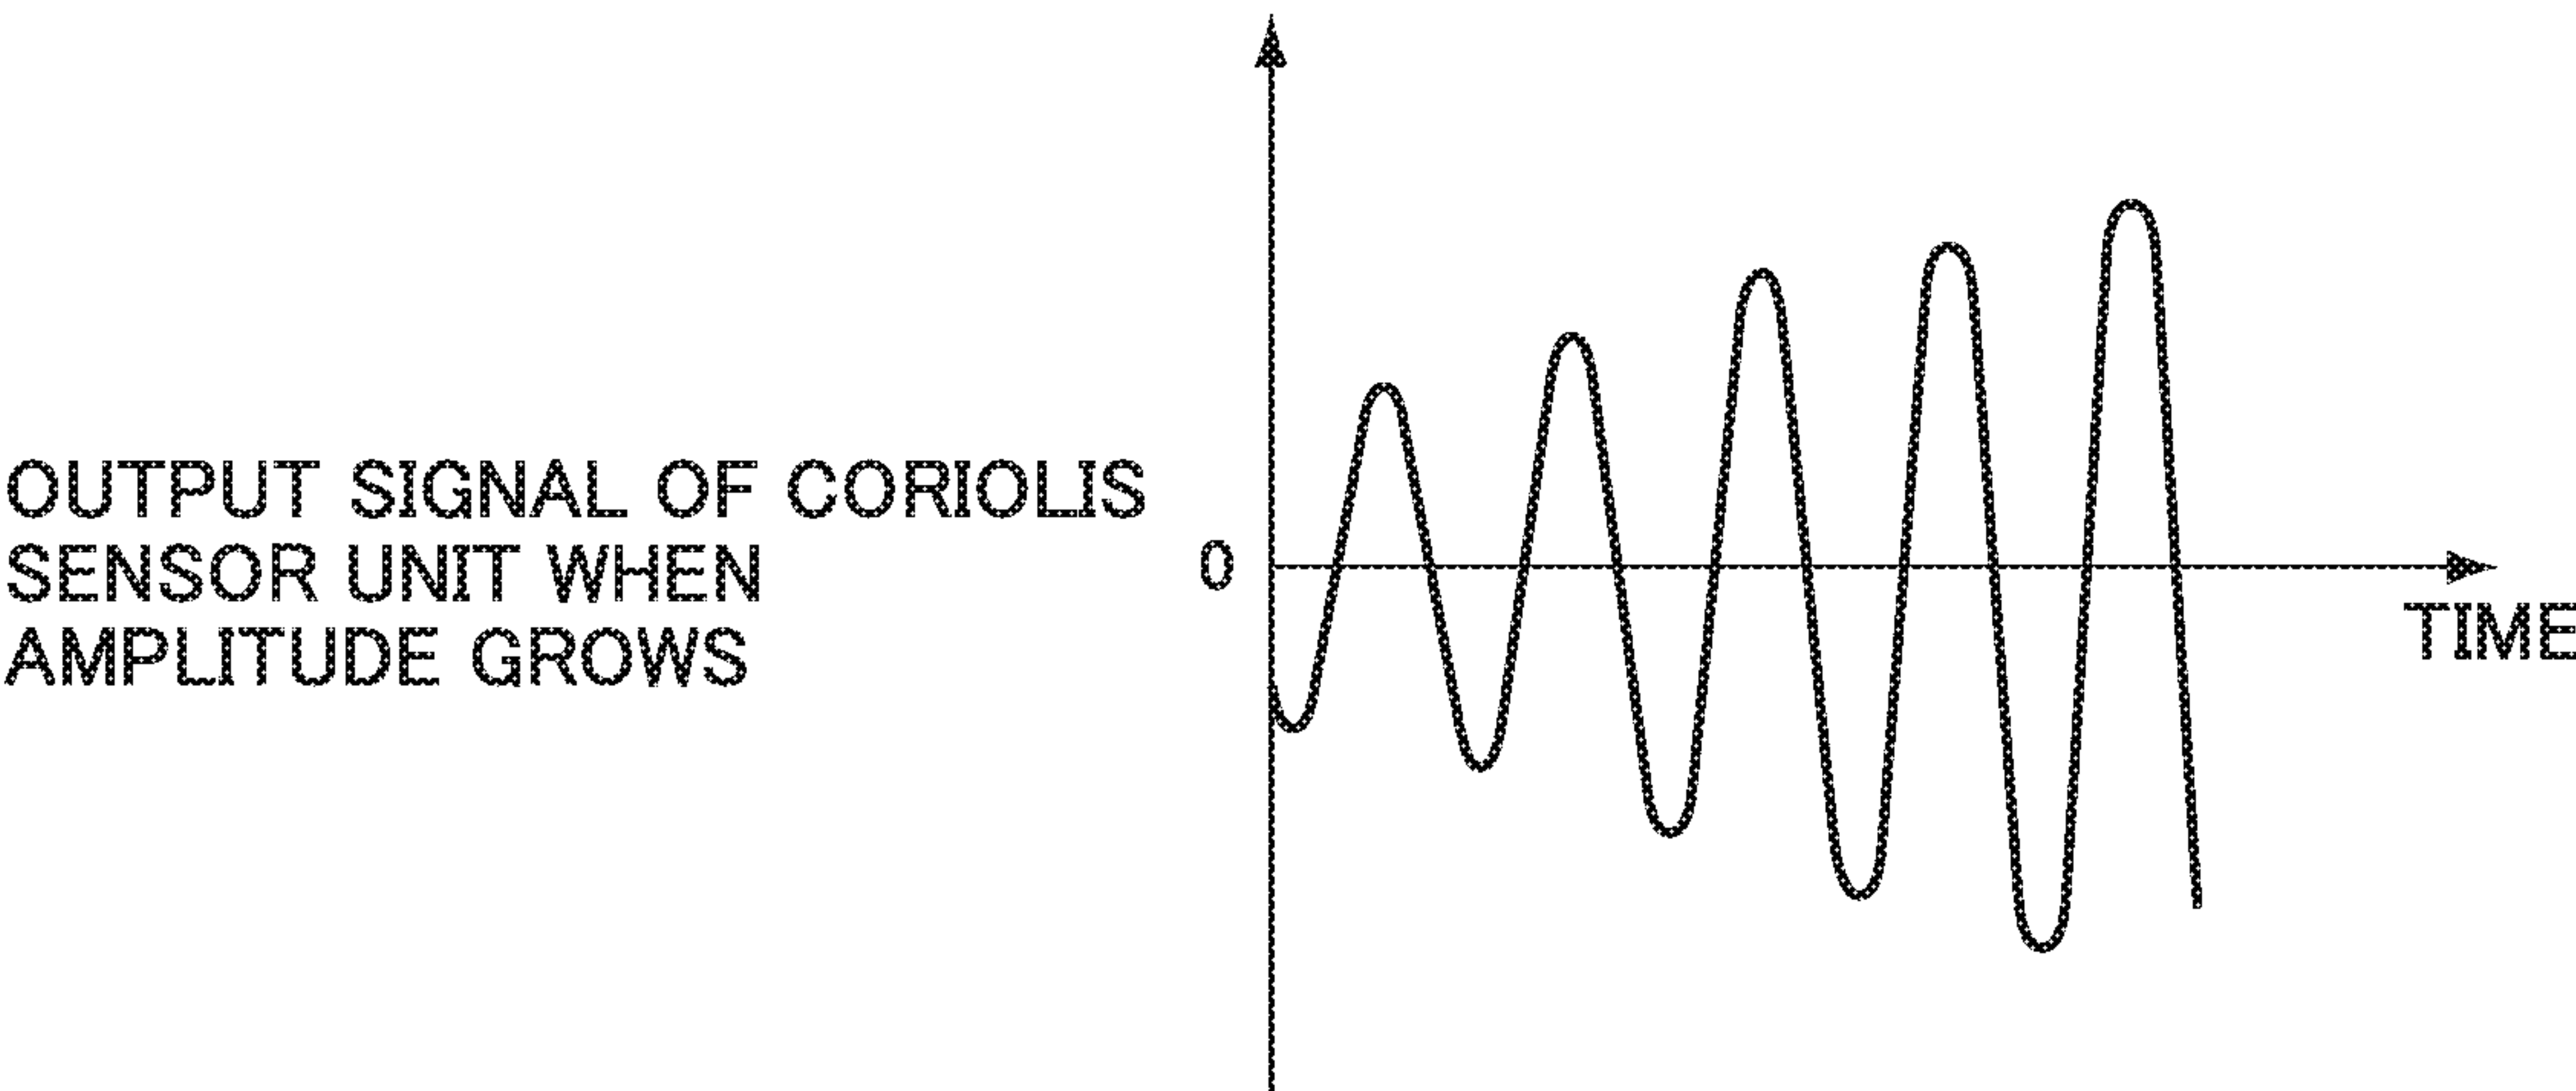 OUTPUT SIGNAL OF CORIOLIS
SENSOR UNIT WHEN
AMPLITUDE GROWS
0
TIME